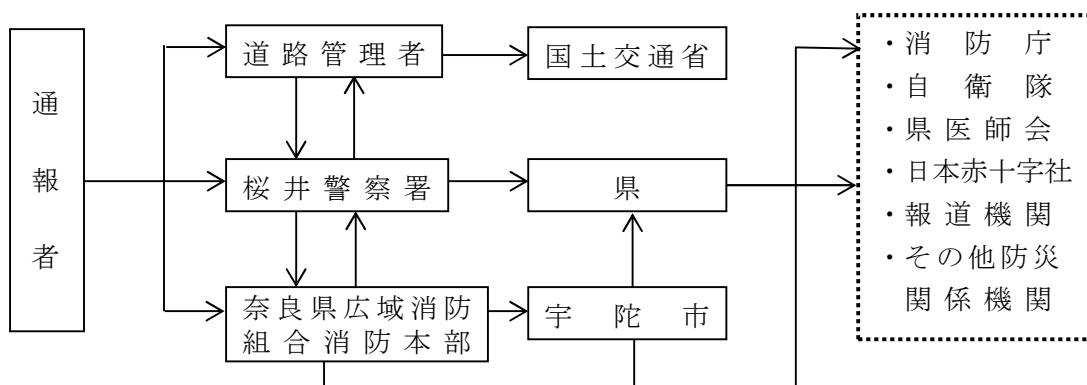 通報者
道路管理者
国土交通省
桜井警察署
県
奈良県広域消防
組合消防本部
宇陀市
・消防庁
・自衛隊
・県医師会
・日本赤十字社
・報道機関
・その他防災
関係機関